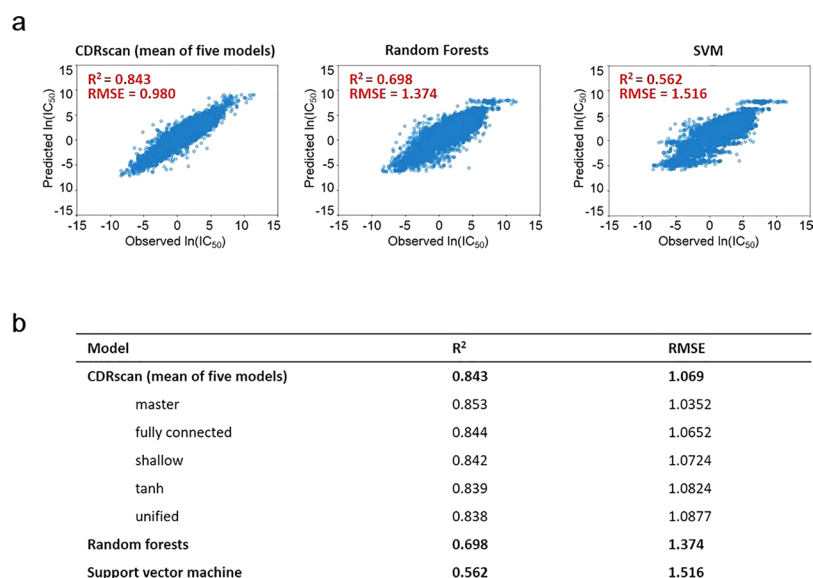 a
CDRscan (mean of five models)
R² = 0.843
RMSE = 0.980
Predicted ln(IC₅₀)
15
10
5
0
-5
10
-15
-15 -10 -5 0 5 10 15
Observed ln(IC₅₀)
Random Forests
R² = 0.698
RMSE = 1.374
Predicted ln(IC₅₀)
15
10
5
0
-5
10
-15
-15 -10 -5 0 5 10 15
Observed ln(IC₅₀)
SVM
R² = 0.562
RMSE = 1.516
Predicted ln(IC₅₀)
15
10
5
0
-5
10
-15
-15 -10 -5 0 5 10 15
Observed ln(IC₅₀)
b
Model R² RMSE
CDRscan (mean of five models) 0.843 1.069
master 0.853 1.0352
fully connected 0.844 1.0652
shallow 0.842 1.0724
tanh 0.839 1.0824
unified 0.838 1.0877
Random forests 0.698 1.374
Support vector machine 0.562 1.516